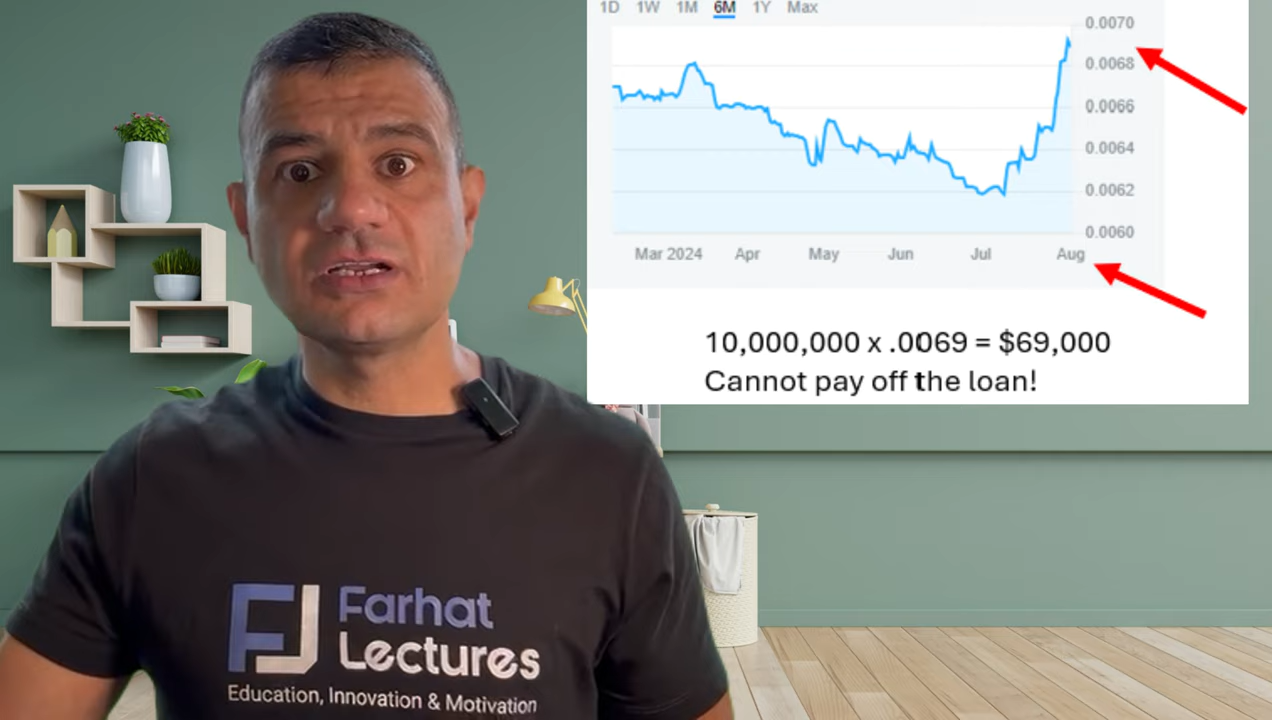 1D 1W 1M 6M 1Y Max
0.0070
0.0068
0.0066
0.0064
0.0062
0.0060
Mar 2024 Apr May Jun Jul Aug
10,000,000 x .0069 = $69,000
Cannot pay off the loan!
FJ Farhat
Lectures
Education, Innovation & Motivation